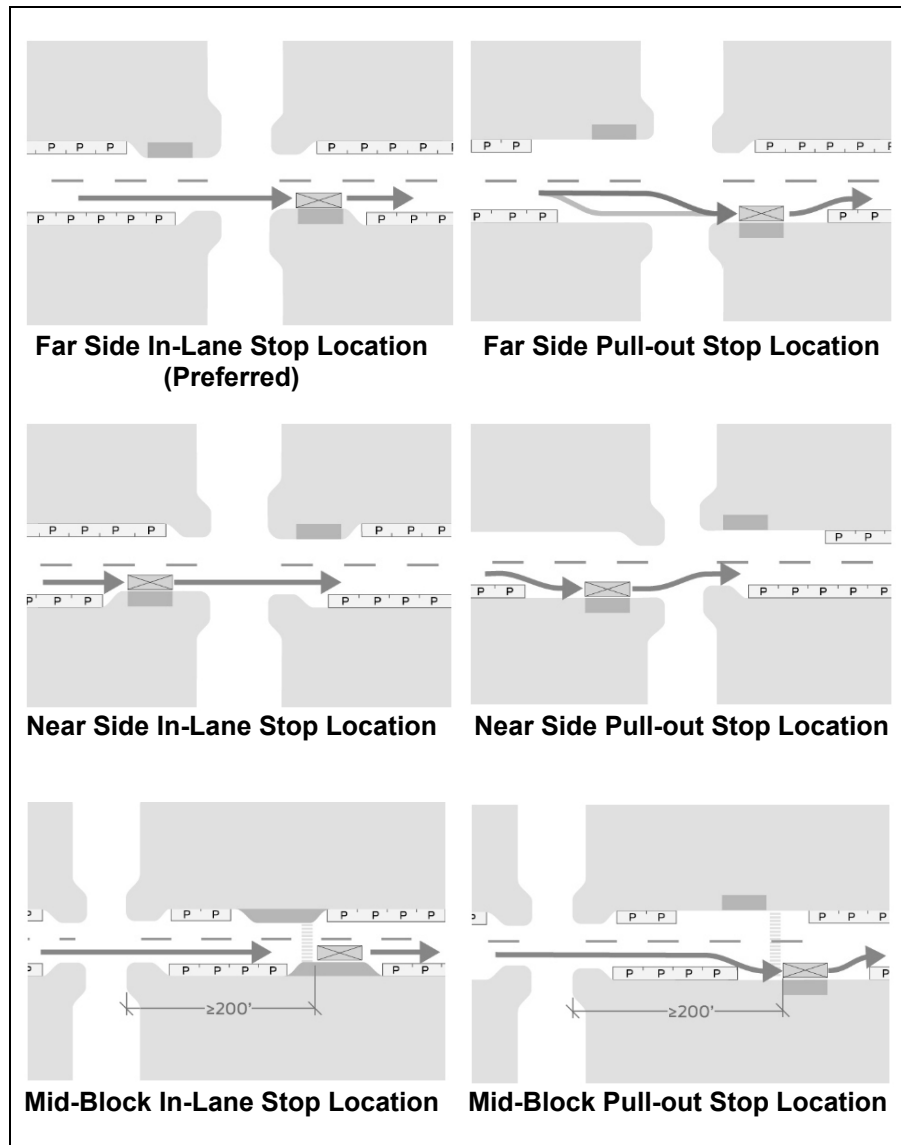 P P P
P P P P P
P P P P P
P P
Far Side In-Lane Stop Location
(Preferred)
P P
P P P P P
P P P
P P
Far Side Pull-out Stop Location
P P P P
P P P
P P P
P P P P
Near Side In-Lane Stop Location
P P
P P
P P P P P
Near Side Pull-out Stop Location
P
P P
P P P P
P
P P P P
P P
≥200'
Mid-Block In-Lane Stop Location
P
P P
P P
P P P P
P
≥200'
Mid-Block Pull-out Stop Location